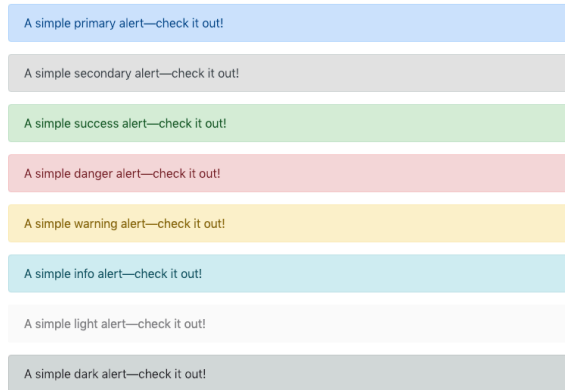 A simple primary alert—check it out!
A simple secondary alert—check it out!
A simple success alert—check it out!
A simple danger alert—check it out!
A simple warning alert—check it out!
A simple info alert—check it out!
A simple light alert—check it out!
A simple dark alert—check it out!